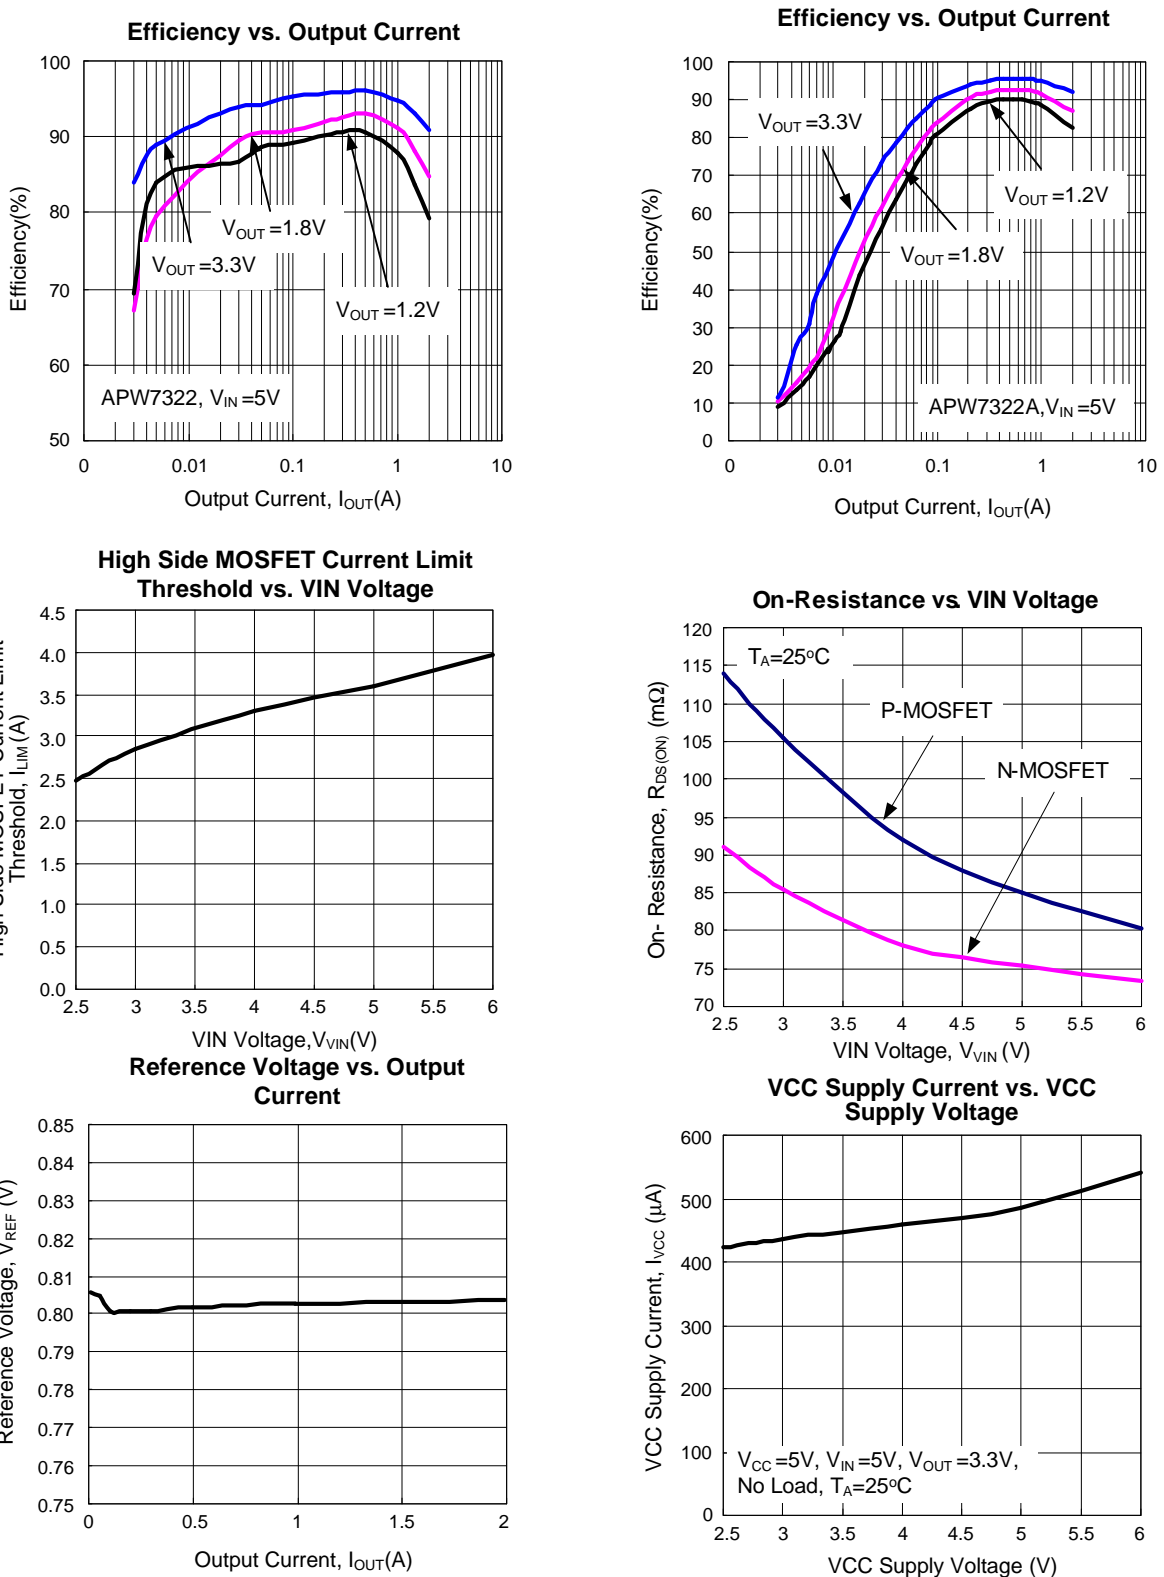 Efficiency vs. Output Current
100
90
80
70
60
50
Efficiency(%)
VOUT =1.8V
VOUT =3.3V
VOUT =1.2V
APW7322, VIN =5V
0
0.01
0.1
1
10
Output Current, IOUT(A)
Efficiency vs. Output Current
100
90
80
70
60
50
40
30
20
10
0
Efficiency(%)
VOUT =3.3V
VOUT =1.2V
VOUT =1.8V
APW7322A,VIN =5V
0
0.01
0.1
1
10
Output Current, IOUT(A)
High Side MOSFET Current Limit
Threshold vs. VIN Voltage
4.5
4.0
3.5
3.0
2.5
2.0
1.5
1.0
0.5
0.0
High Side MOSFET Current Limit
Threshold, ILIM (A)
2.5
3
3.5
4
4.5
5
5.5
6
VIN Voltage,VVIN(V)
On-Resistance vs. VIN Voltage
120
115
110
105
100
95
90
85
80
75
70
On- Resistance, RDS(ON) (mΩ)
TA=25oC
P-MOSFET
N-MOSFET
2.5
3
3.5
4
4.5
5
5.5
6
VIN Voltage, VVIN (V)
Reference Voltage vs. Output
Current
0.85
0.84
0.83
0.82
0.81
0.80
0.79
0.78
0.77
0.76
0.75
Reference Voltage, VREF (V)
0
0.5
1
1.5
2
Output Current, IOUT(A)
VCC Supply Current vs. VCC
Supply Voltage
600
500
400
300
200
100
0
VCC Supply Current, IVCC (µA)
VCC =5V, VIN =5V, VOUT =3.3V,
No Load, TA=25oC
2.5
3
3.5
4
4.5
5
5.5
6
VCC Supply Voltage (V)